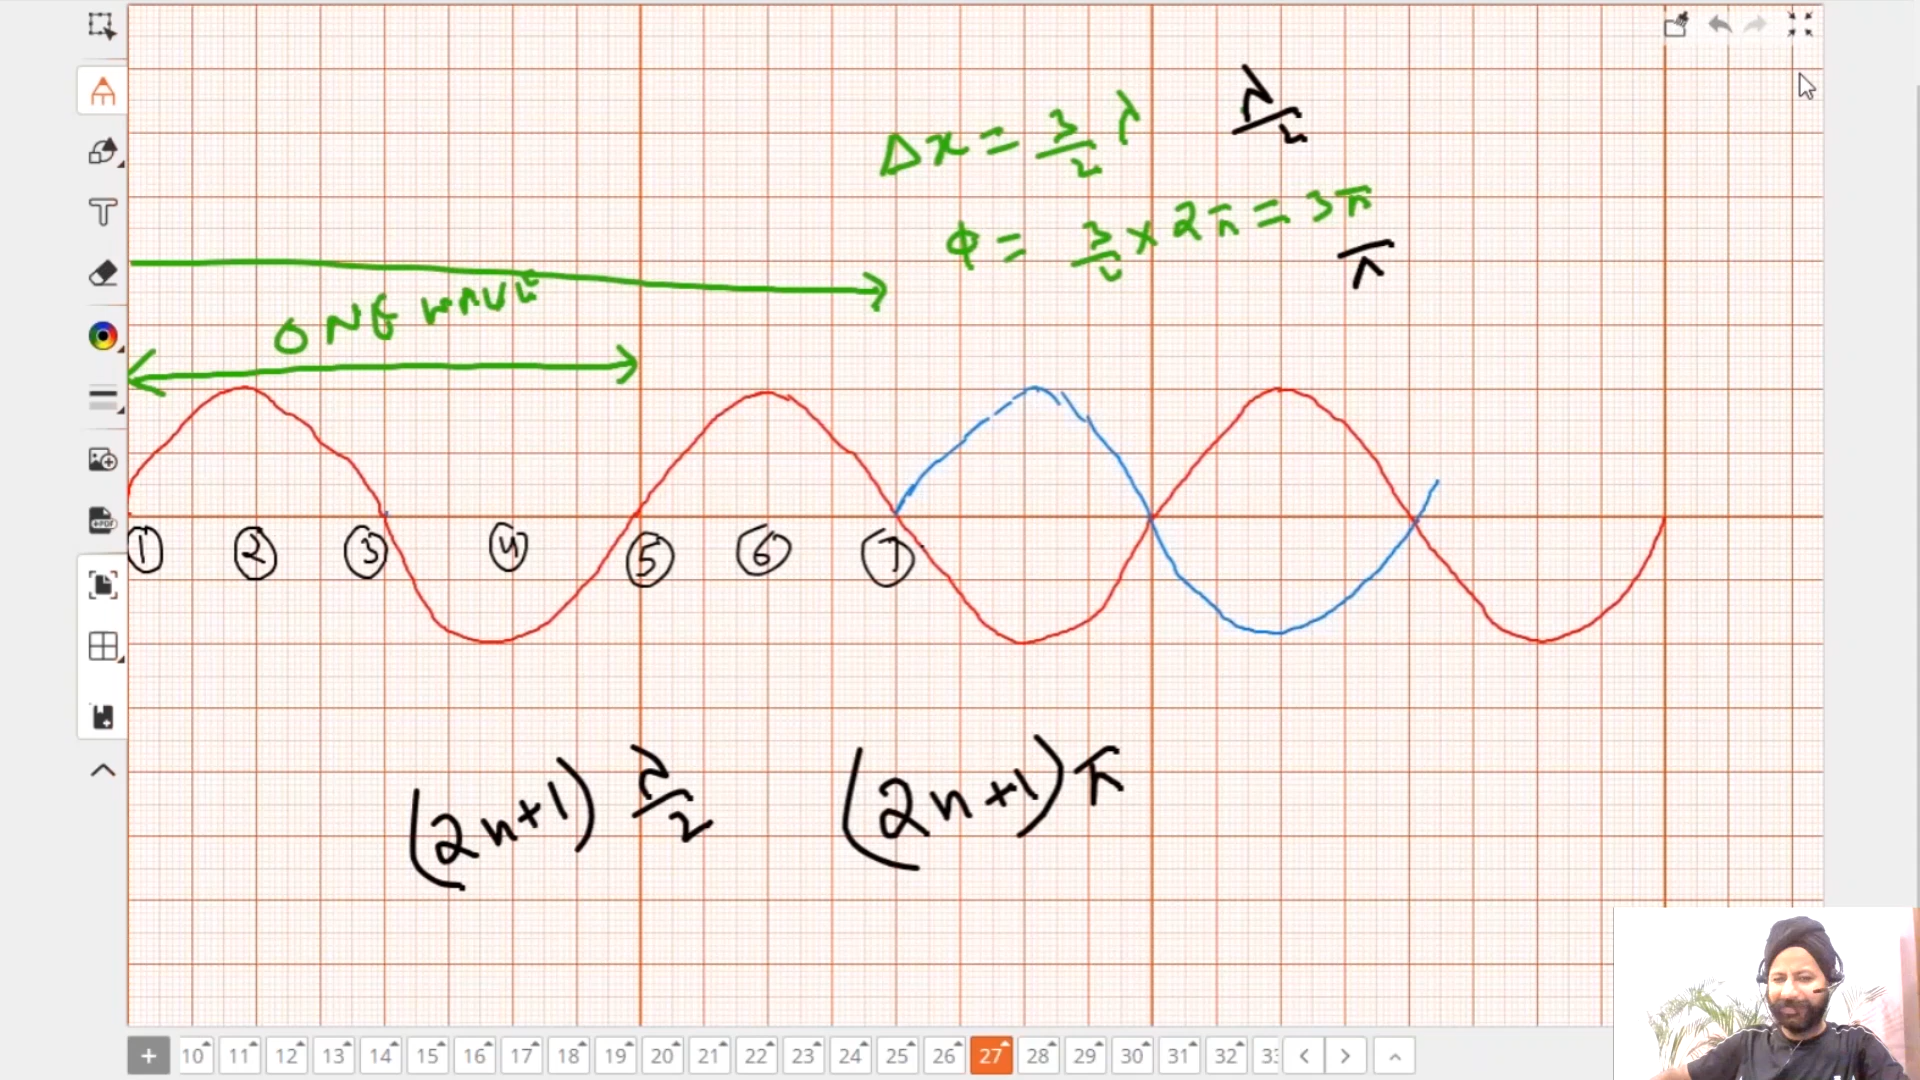 λ/2
Δx = 3/2 λ
φ = 3/2 × 2π = 3π
π
ONE WAVE
T
PDF
① ② ③ ④ ⑤ ⑥ ⑦
(2n+1) λ/2 (2n+1) π
+ 10 11 12 13 14 15 16 17 18 19 20 21 22 23 24 25 26 27 28 29 30 31 32 < >